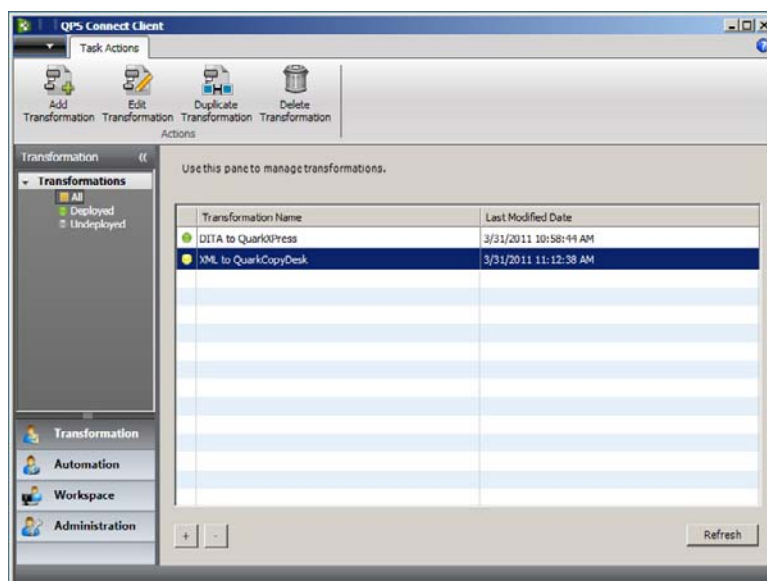 QPS Connect Client
Task Actions
Add Transformation
Edit Transformation
Duplicate Transformation
Delete Transformation
Actions
Transformation
Transformations
All
Deployed
Undeployed
Use this pane to manage transformations.
Transformation Name Last Modified Date
DITA to QuarkXPress 3/31/2011 10:58:44 AM
XML to QuarkCopyDesk 3/31/2011 11:12:38 AM
Transformation
Automation
Workspace
Administration
+ -
Refresh